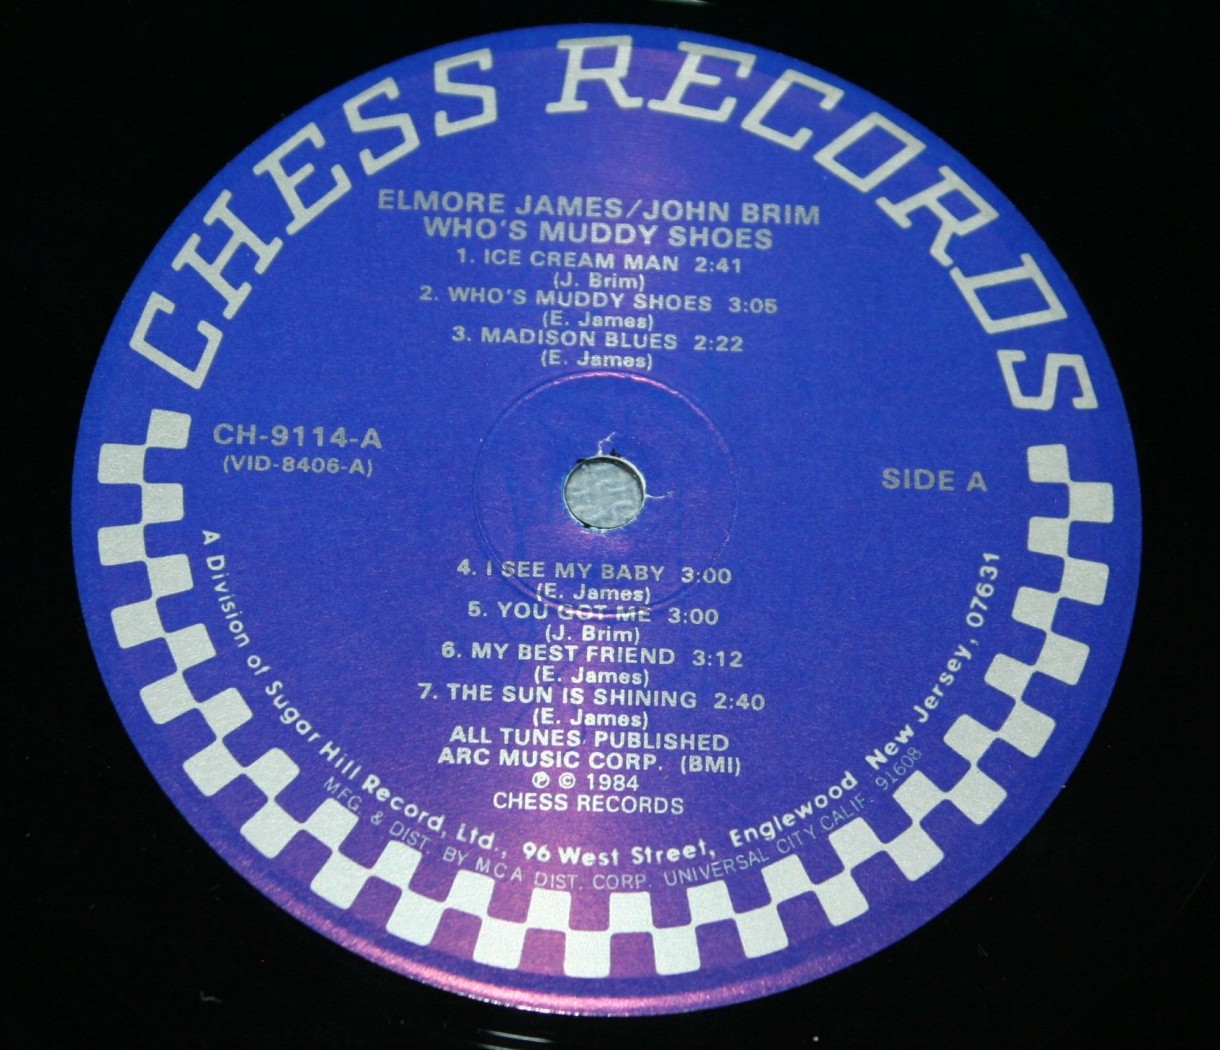 CHESS RECORDS
ELMORE JAMES/JOHN BRIM
WHO'S MUDDY SHOES
1. ICE CREAM MAN 2:41
(J. Brim)
2. WHO'S MUDDY SHOES 3:05
(E. James)
3. MADISON BLUES 2:22
(E. James)
CH-9114-A
(VID-8406-A)
SIDE A
4. I SEE MY BABY 3:00
(E. James)
5. YOU GOT ME 3:00
(J. Brim)
6. MY BEST FRIEND 3:12
(E. James)
7. THE SUN IS SHINING 2:40
(E. James)
ALL TUNES PUBLISHED
ARC MUSIC CORP. (BMI)
℗ © 1984
CHESS RECORDS
A Division of Sugar Hill Record, Ltd., 96 West Street, Englewood New Jersey, 07631
MFG. & DIST. BY MCA DIST. CORP. UNIVERSAL CITY CALIF. 91608